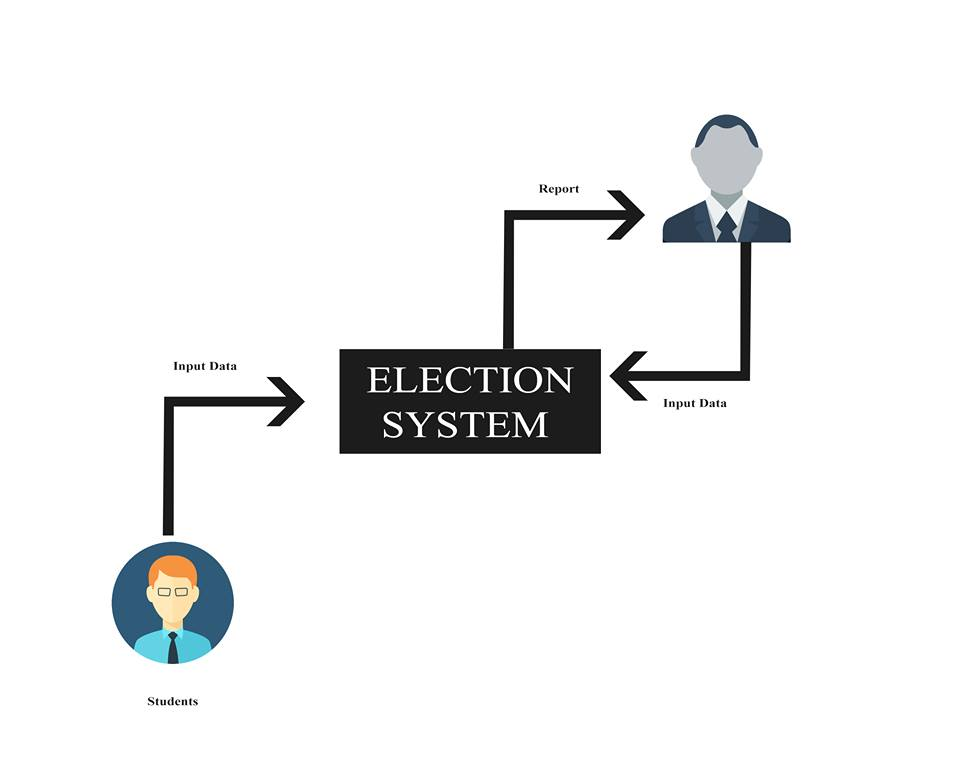 Report
Input Data
ELECTION
SYSTEM
Input Data
Students